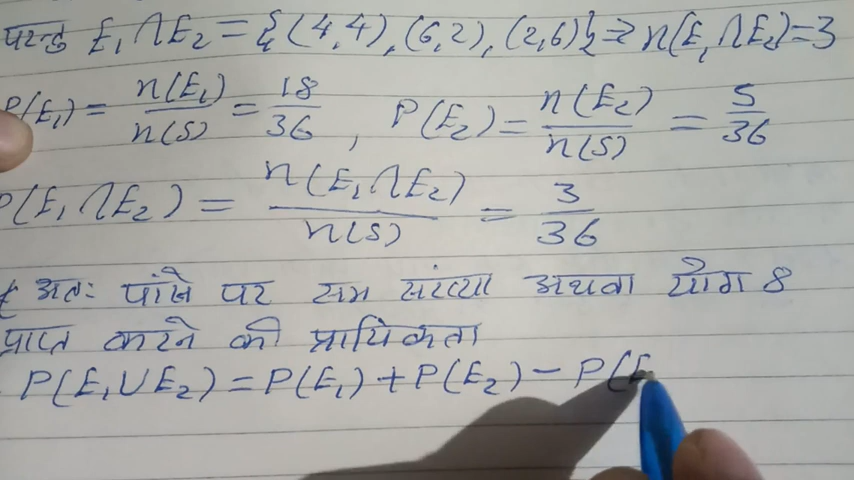 परन्तु E₁∩E₂ = {(4,4),(6,2),(2,6)} ⇒ n(E₁∩E₂)=3
P(E₁) = n(E₁)/n(S) = 18/36 , P(E₂) = n(E₂)/n(S) = 5/36
P(E₁∩E₂) = n(E₁∩E₂)/n(S) = 3/36
अतः पांसे पर सम संख्या अथवा योग 8
प्राप्त करने की प्रायिकता
P(E₁∪E₂) = P(E₁) + P(E₂) − P(E